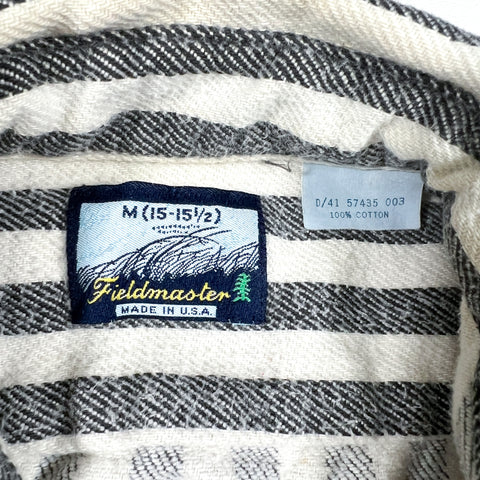 M (15-15½)
Fieldmaster
MADE IN U.S.A.
D/41 57435 003
100% COTTON